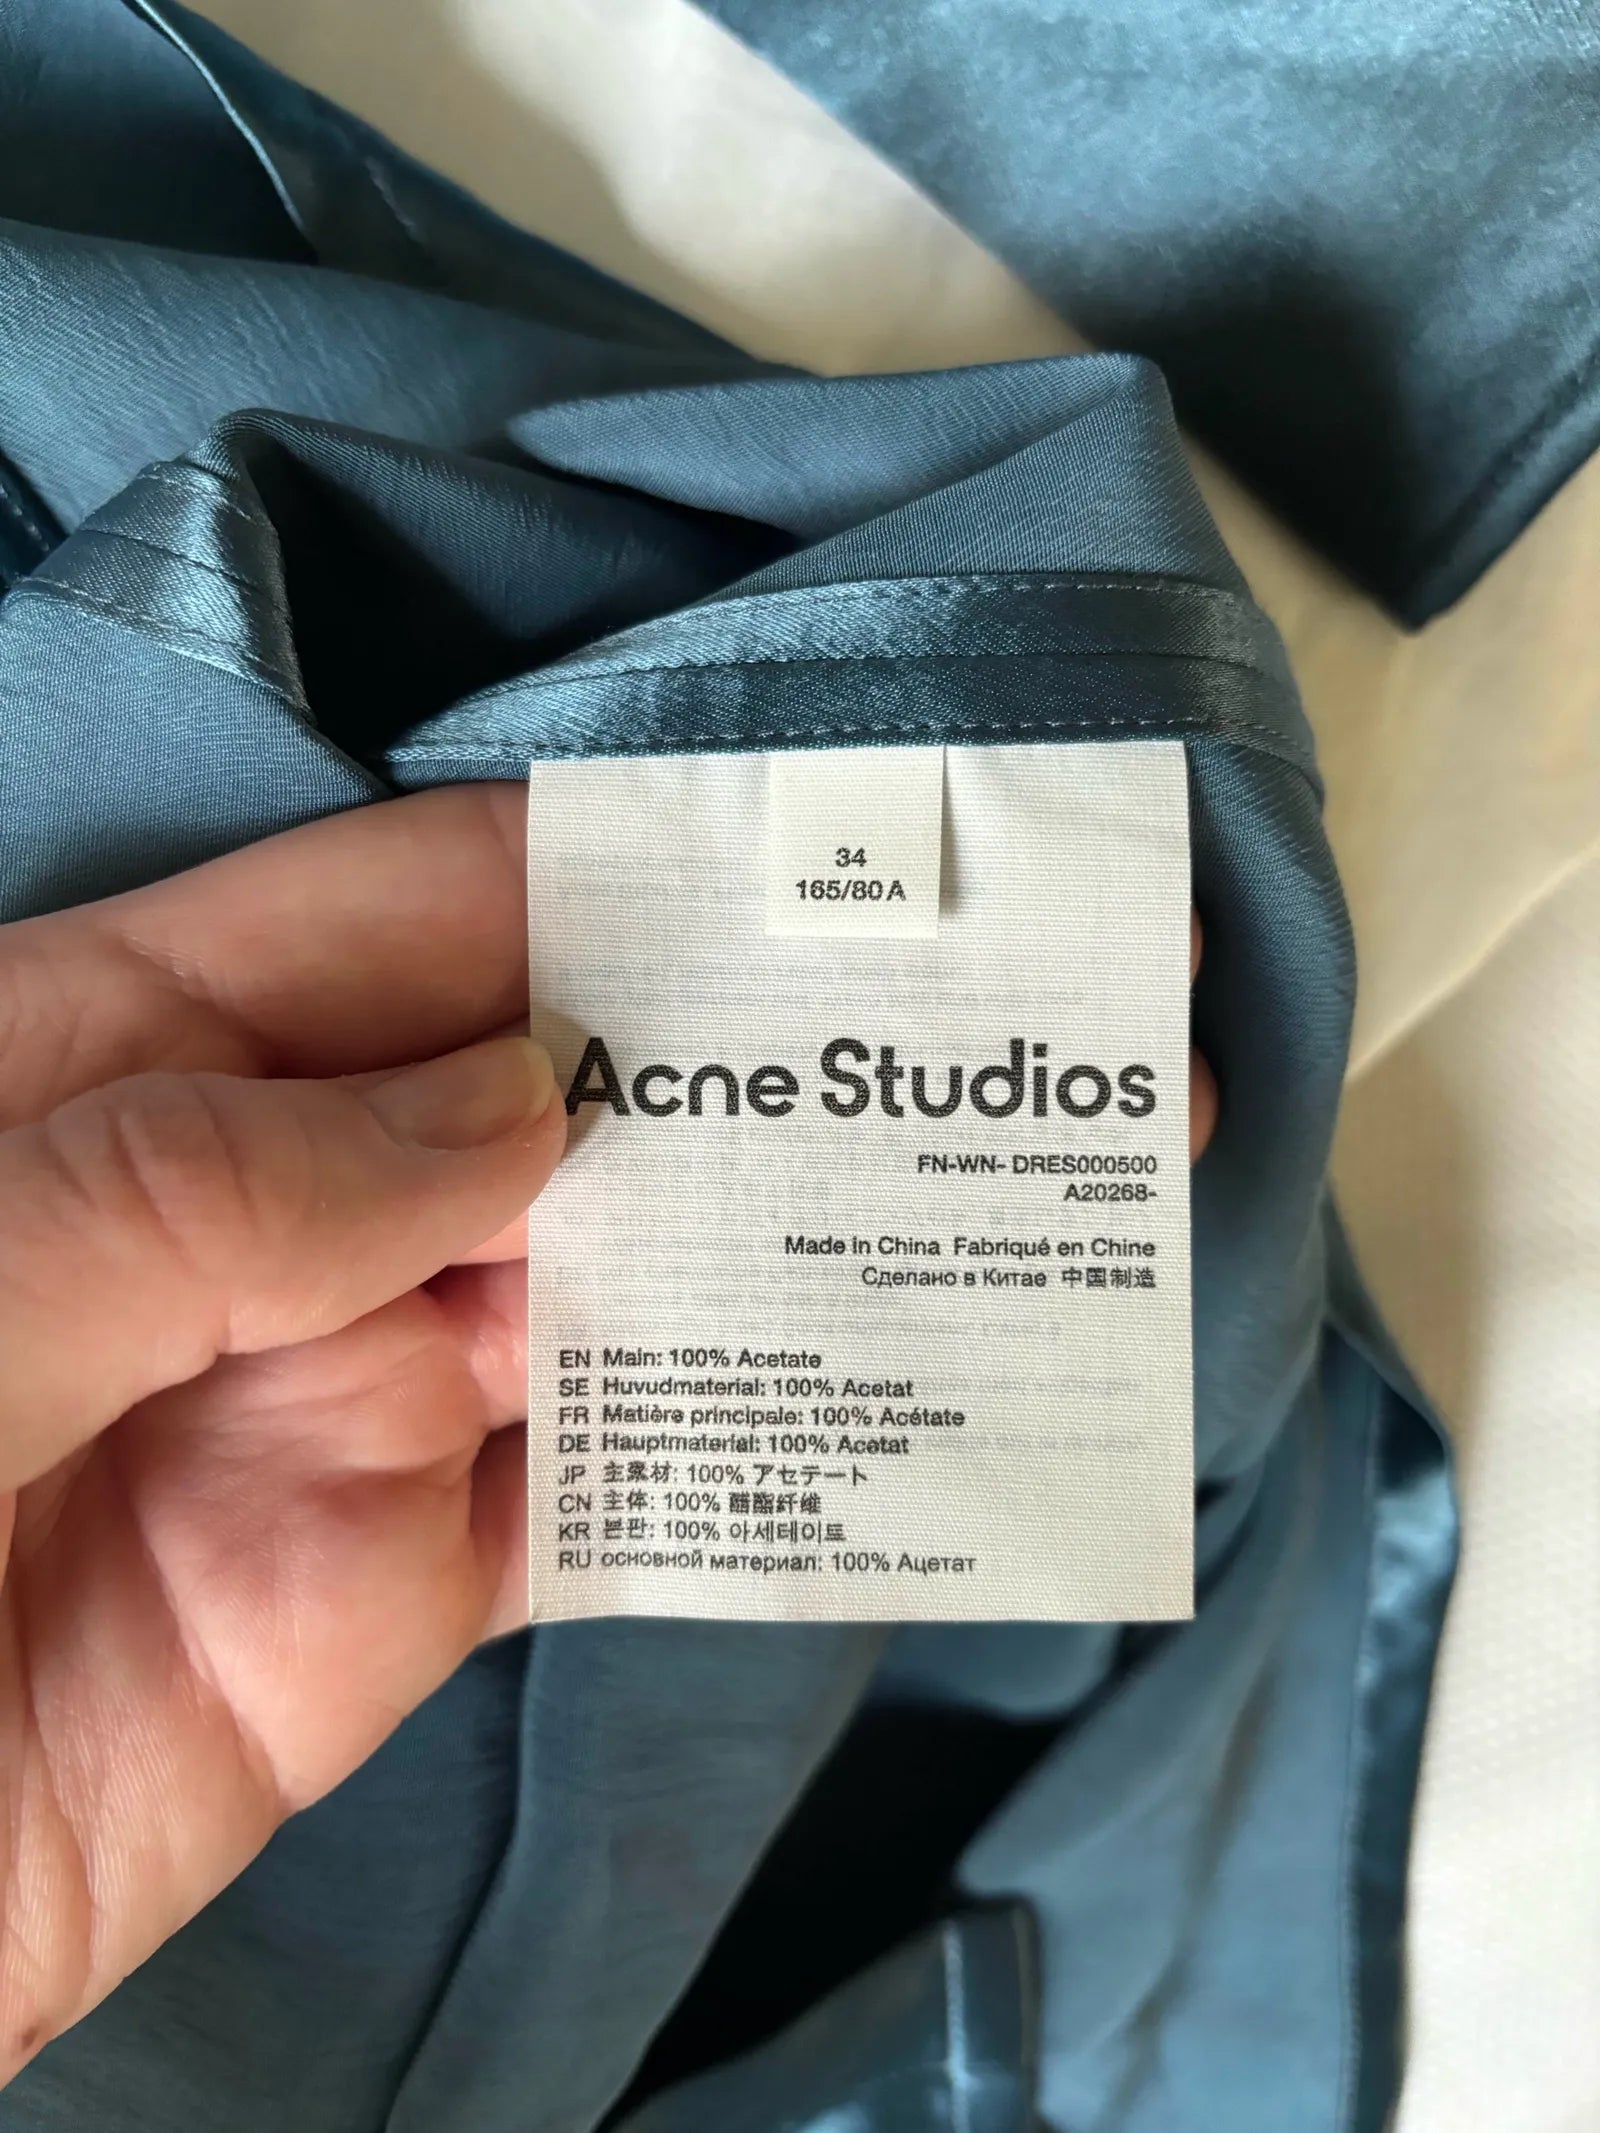 34
165/80A
Acne Studios
FN-WN- DRES000500
A20268-
Made in China Fabriqué en Chine
Сделано в Китае 中国制造
EN Main: 100% Acetate
SE Huvudmaterial: 100% Acetat
FR Matière principale: 100% Acétate
DE Hauptmaterial: 100% Acetat
JP 主素材: 100% アセテート
CN 主体: 100% 醋酯纤维
KR 본판: 100% 아세테이트
RU основной материал: 100% Ацетат